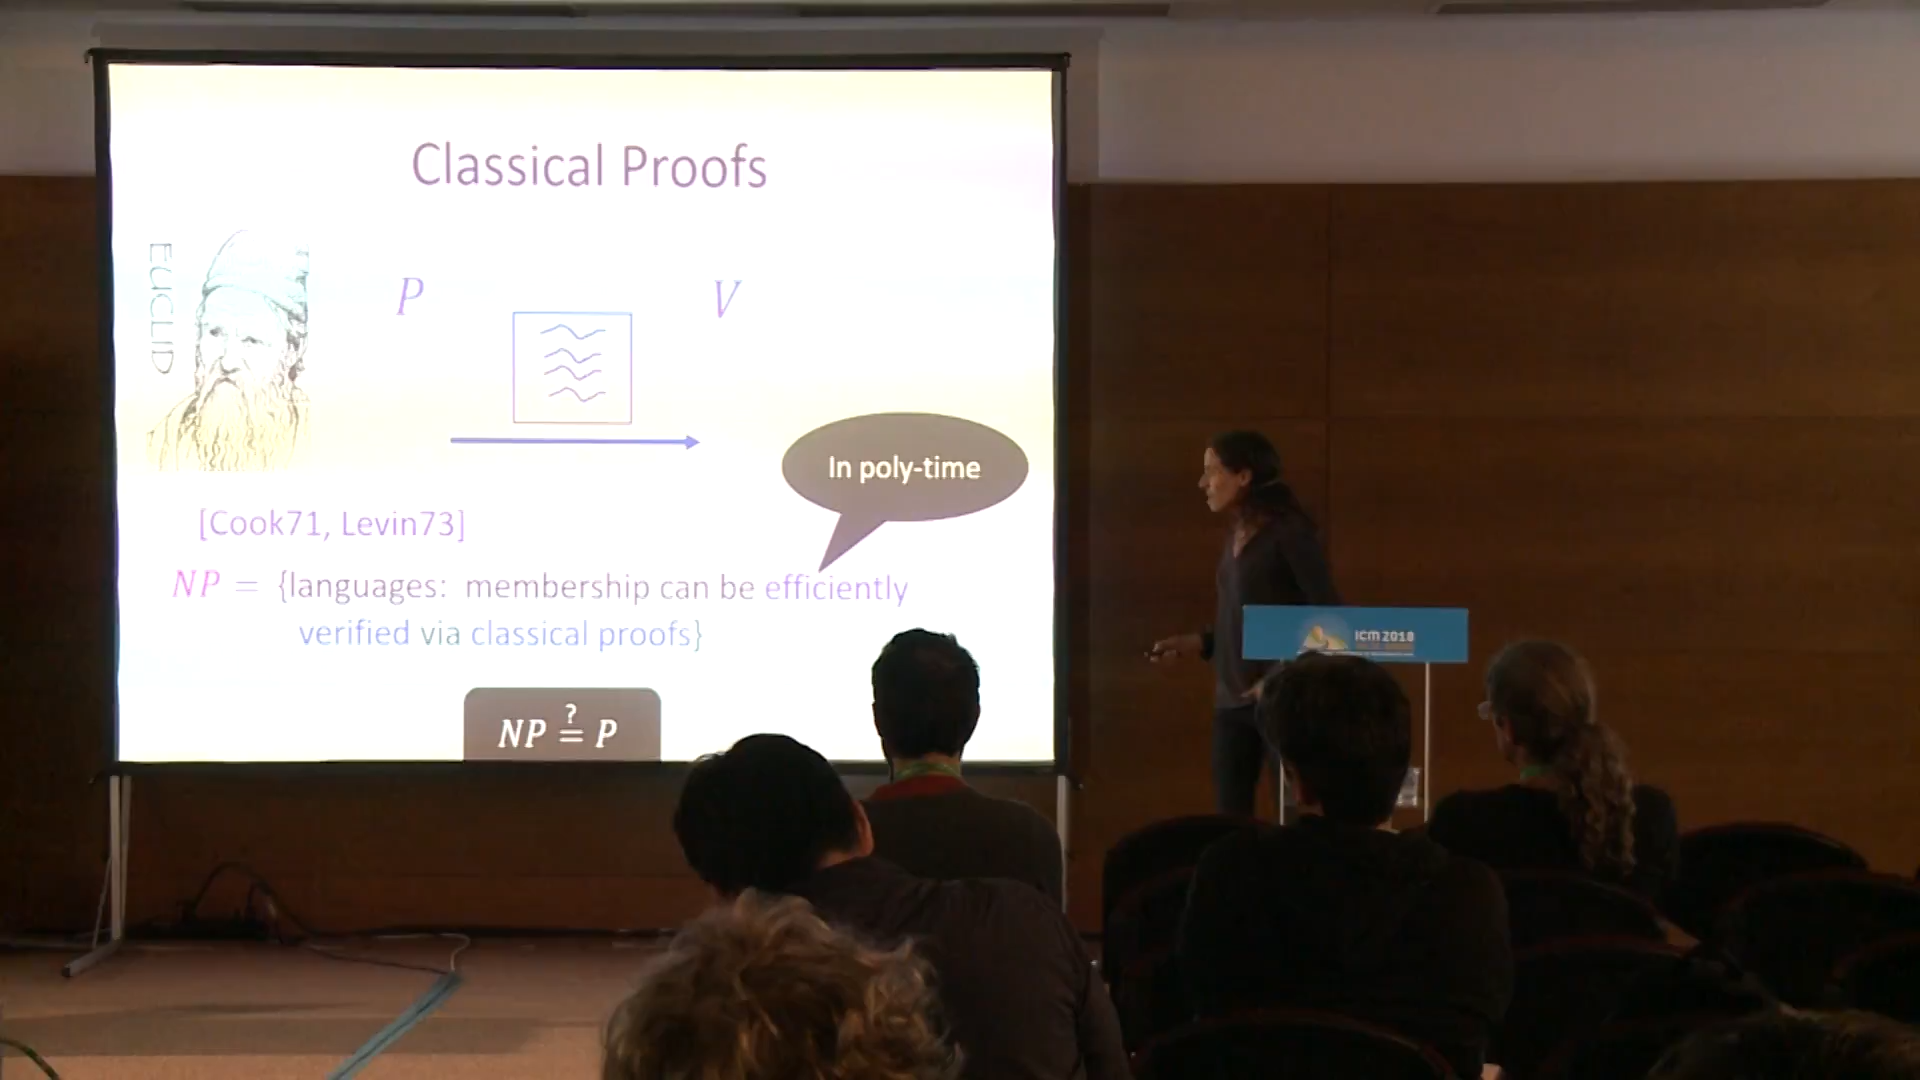 Classical Proofs
EUCLID
P
V
In poly-time
[Cook71, Levin73]
NP = {languages: membership can be efficiently
verified via classical proofs}
NP ≟ P
ICM 2018